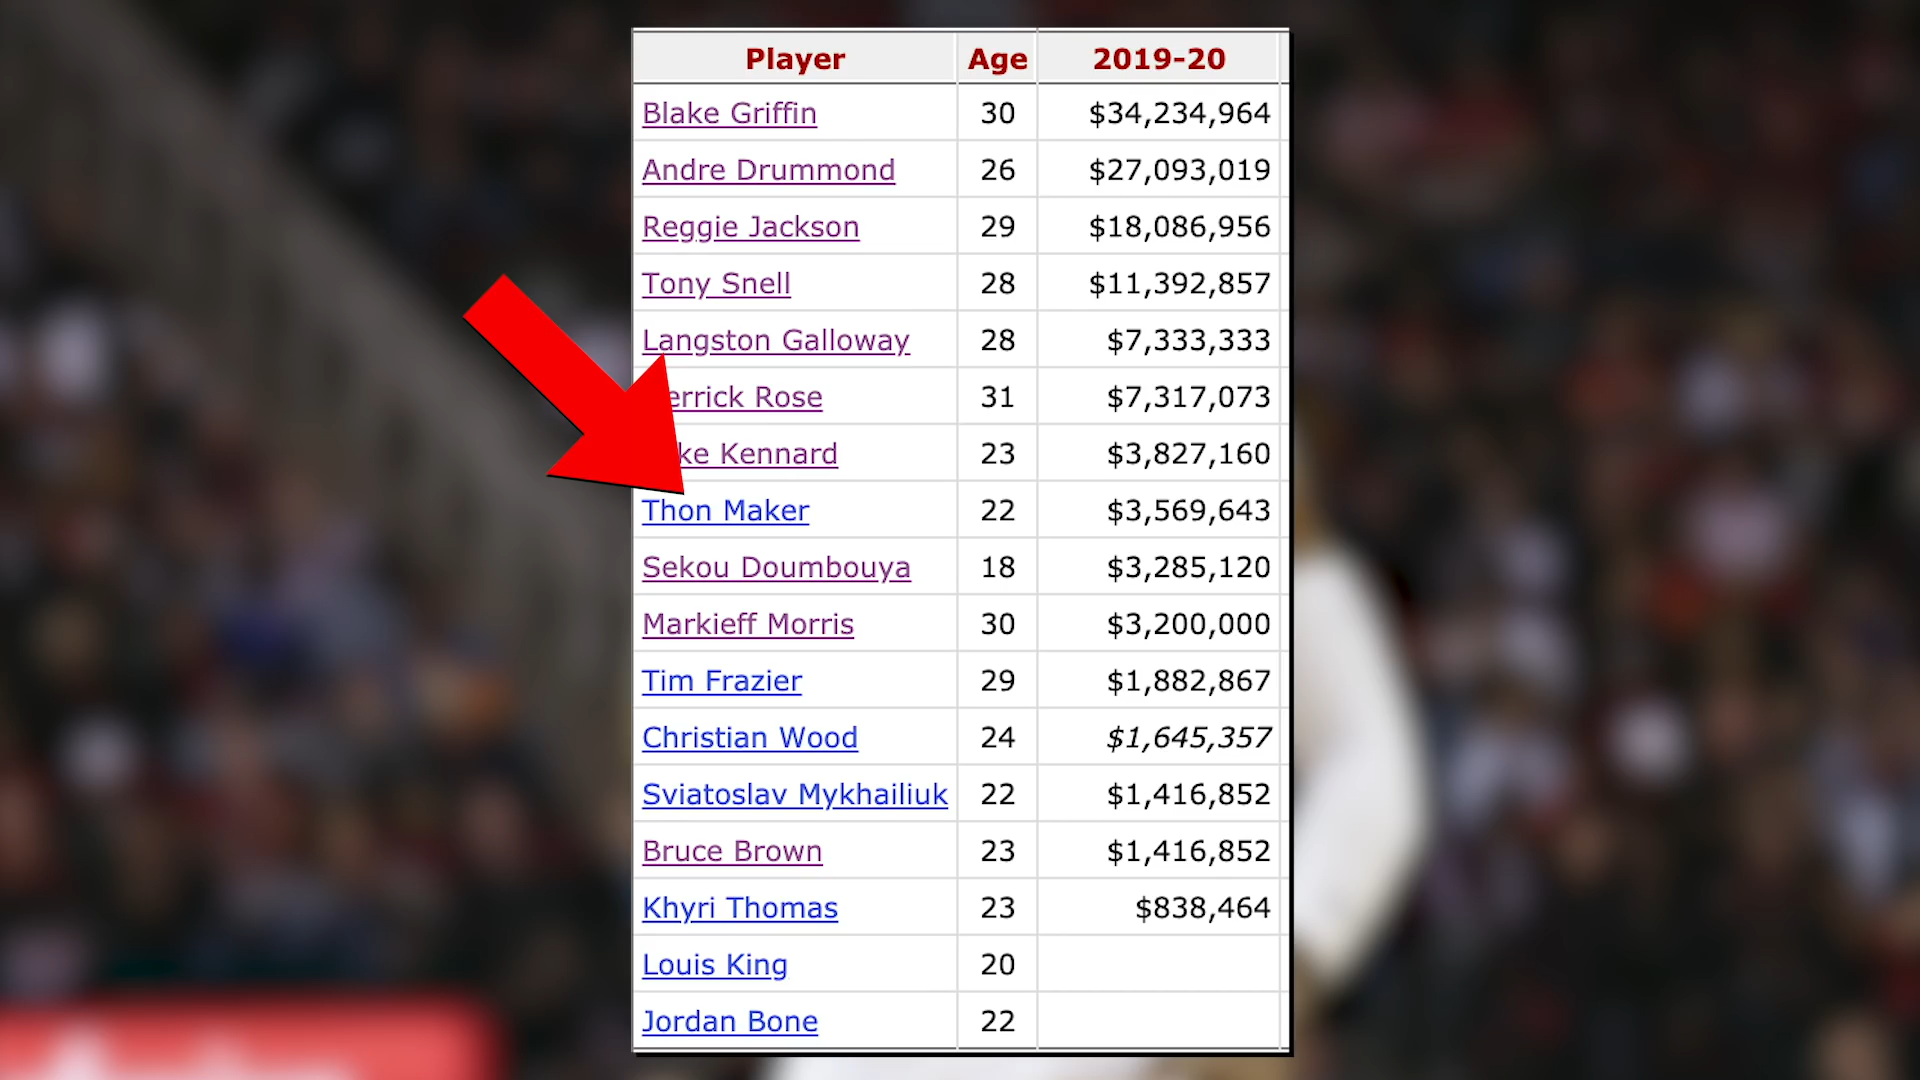 Player Age 2019-20
Blake Griffin 30 $34,234,964
Andre Drummond 26 $27,093,019
Reggie Jackson 29 $18,086,956
Tony Snell 28 $11,392,857
Langston Galloway 28 $7,333,333
errick Rose 31 $7,317,073
ke Kennard 23 $3,827,160
Thon Maker 22 $3,569,643
Sekou Doumbouya 18 $3,285,120
Markieff Morris 30 $3,200,000
Tim Frazier 29 $1,882,867
Christian Wood 24 $1,645,357
Sviatoslav Mykhailiuk 22 $1,416,852
Bruce Brown 23 $1,416,852
Khyri Thomas 23 $838,464
Louis King 20
Jordan Bone 22